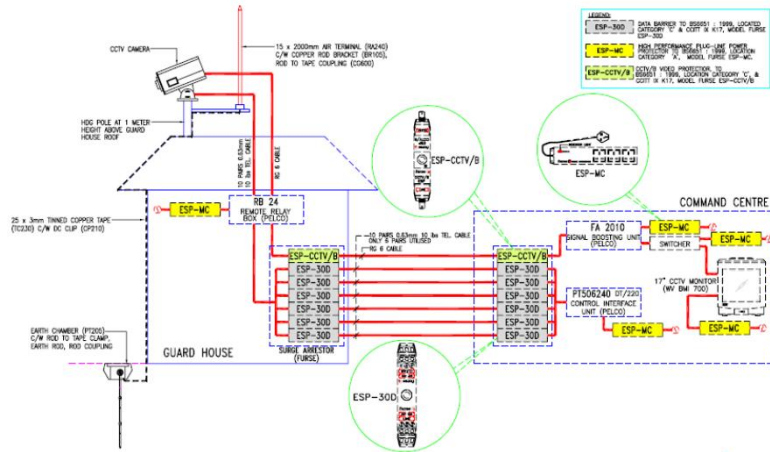 LEGEND:
ESP-30D
DATA BARRIER TO BS6651 : 1999, LOCATED
CATEGORY 'C' & CCITT IX K17, MODEL FURSE
ESP-30D
ESP-MC
HIGH PERFORMANCE PLUG-LINE POWER
PROTECTOR TO BS6651 : 1999, LOCATION
CATEGORY 'A', MODEL FURSE ESP-MC.
ESP-CCTV/B
CCTV/B VIDEO PROTECTION, TO
BS6651 : 1999, LOCATION CATEGORY 'C', &
IX K17, MODEL FURSE ESP-CCTV/B
CCTV CAMERA
15 x 2000mm AIR TERMINAL (RA240)
C/W COPPER ROD BRACKET (BR105),
ROD TO TAPE COUPLING (CG600)
HDG POLE AT 1 METER
HEIGHT ABOVE GUARD
HOUSE ROOF
10 PAIRS 0.63mm
10 lbs TEL. CABLE
RG 6 CABLE
ESP-CCTV/B
ESP-MC
COMMAND CENTRE
25 x 3mm TINNED COPPER TAPE
(TC230) C/W DC CLIP (CP210)
ESP-MC
RB 24
REMOTE RELAY
BOX (PELCO)
10 PAIRS 0.63mm 10 lbs TEL. CABLE
ONLY 6 PAIRS UTILISED
RG 6 CABLE
FA 2010
SIGNAL BOOSTING UNIT
(PELCO)
ESP-MC
SWITCHER
ESP-MC
ESP-CCTV/B
ESP-30D
ESP-30D
ESP-30D
ESP-30D
ESP-30D
ESP-30D
ESP-CCTV/B
ESP-30D
ESP-30D
ESP-30D
ESP-30D
ESP-30D
ESP-30D
17" CCTV MONITOR
(WV BMI 700)
PT506240 DT/222
CONTROL INTERFACE
UNIT (PELCO)
ESP-MC
ESP-MC
EARTH CHAMBER (PT205)
C/W ROD TO TAPE CLAMP,
EARTH ROD, ROD COUPLING
GUARD HOUSE
SURGE ARRESTOR
(FURSE)
ESP-30D